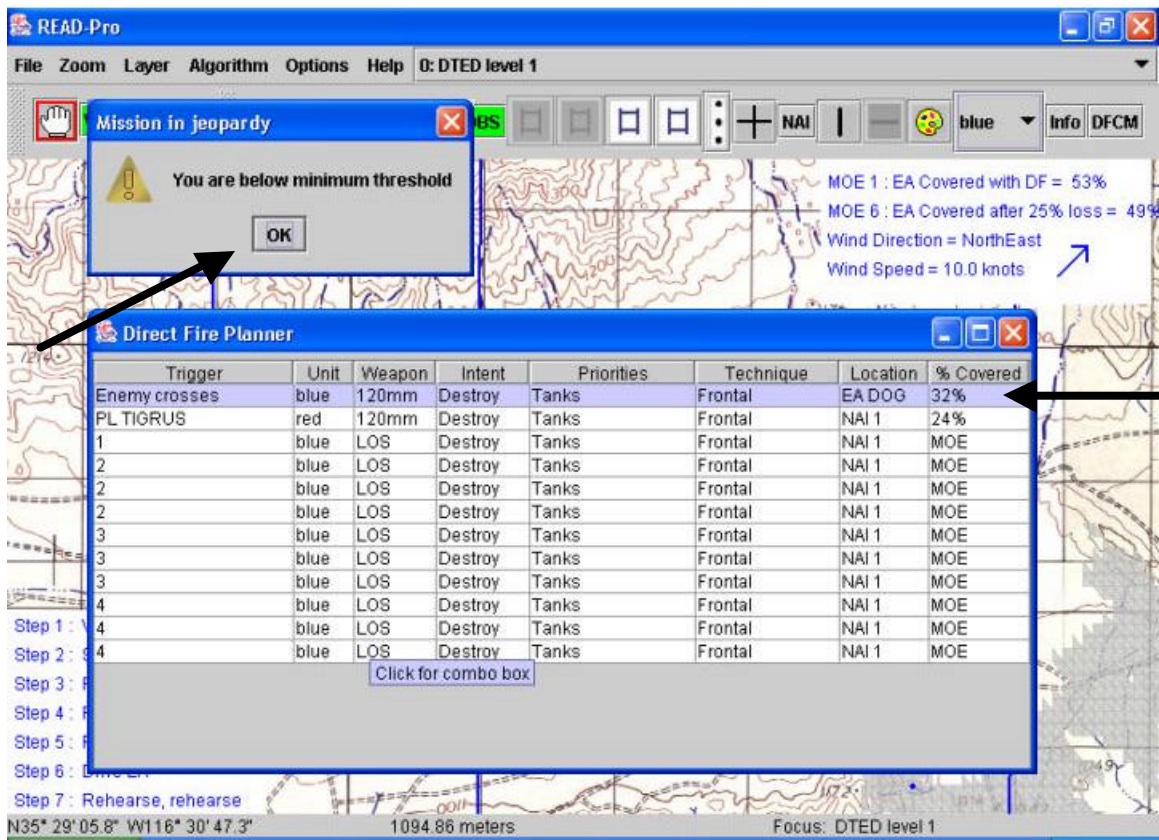 READ-Pro
File Zoom Layer Algorithm Options Help 0: DTED level 1
NAI blue Info DFCM
Mission in jeopardy
You are below minimum threshold
OK
MOE 1 : EA Covered with DF = 53%
MOE 6 : EA Covered after 25% loss = 49%
Wind Direction = NorthEast
Wind Speed = 10.0 knots
Direct Fire Planner
Trigger Unit Weapon Intent Priorities Technique Location % Covered
Enemy crosses blue 120mm Destroy Tanks Frontal EA DOG 32%
PL TIGRUS red 120mm Destroy Tanks Frontal NAI 1 24%
1 blue LOS Destroy Tanks Frontal NAI 1 MOE
2 blue LOS Destroy Tanks Frontal NAI 1 MOE
2 blue LOS Destroy Tanks Frontal NAI 1 MOE
2 blue LOS Destroy Tanks Frontal NAI 1 MOE
3 blue LOS Destroy Tanks Frontal NAI 1 MOE
3 blue LOS Destroy Tanks Frontal NAI 1 MOE
3 blue LOS Destroy Tanks Frontal NAI 1 MOE
4 blue LOS Destroy Tanks Frontal NAI 1 MOE
4 blue LOS Destroy Tanks Frontal NAI 1 MOE
4 blue LOS Destroy Tanks Frontal NAI 1 MOE
Click for combo box
Step 1 :
Step 2 :
Step 3 :
Step 4 :
Step 5 :
Step 6 : EA
Step 7 : Rehearse, rehearse
N35° 29' 05.8" W116° 30' 47.3" 1094.86 meters Focus: DTED level 1